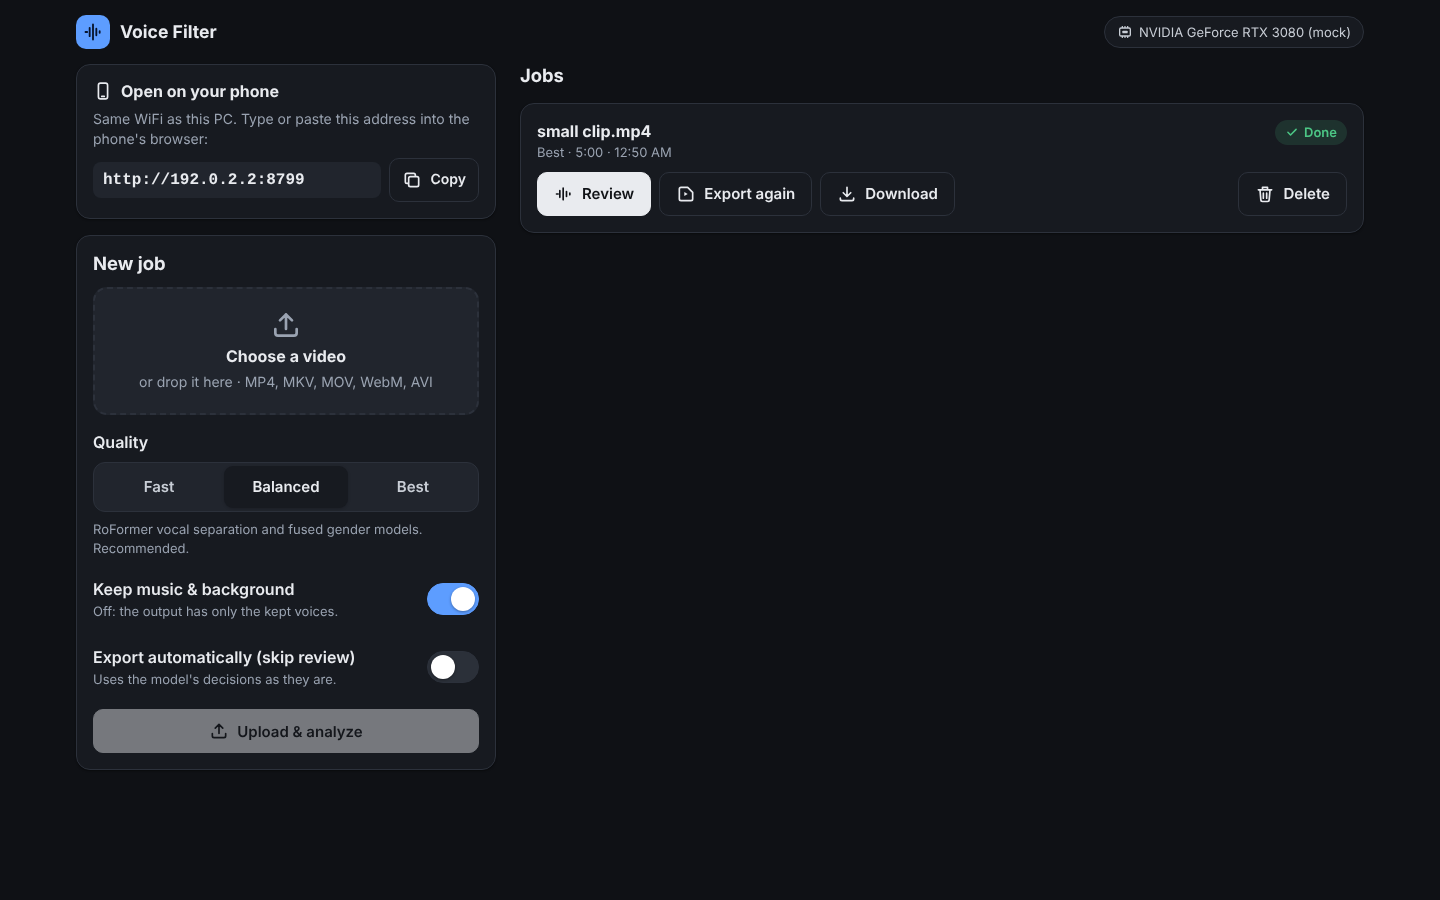 Voice Filter
NVIDIA GeForce RTX 3080 (mock)
Open on your phone
Same WiFi as this PC. Type or paste this address into the
phone's browser:
http://192.0.2.2:8799
Copy
New job
Choose a video
or drop it here · MP4, MKV, MOV, WebM, AVI
Quality
Fast
Balanced
Best
RoFormer vocal separation and fused gender models.
Recommended.
Keep music & background
Off: the output has only the kept voices.
Export automatically (skip review)
Uses the model's decisions as they are.
Upload & analyze
Jobs
small clip.mp4
Done
Best · 5:00 · 12:50 AM
Review
Export again
Download
Delete